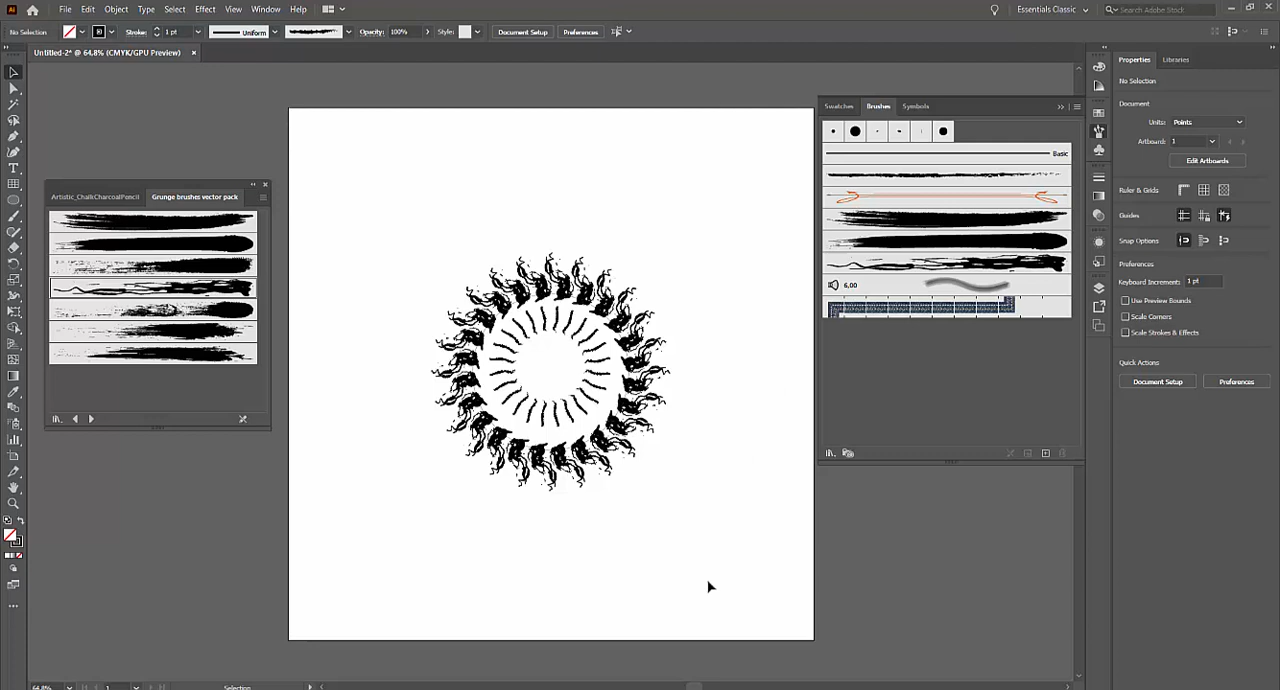 Ai
File Edit Object Type Select Effect View Window Help
Essentials Classic
Search Adobe Stock
No Selection
Stroke: 1 pt
Uniform
Opacity: 100%
Style:
Document Setup
Preferences
Untitled-2* @ 64,8% (CMYK/GPU Preview) ×
Artistic_ChalkCharcoalPencil
Grunge brushes vector pack
Swatches
Brushes
Symbols
Basic
6,00
Properties
Libraries
No Selection
Document
Units: Points
Artboard: 1
Edit Artboards
Ruler & Grids
Guides
Snap Options
Preferences
Keyboard Increment: 1 pt
Use Preview Bounds
Scale Corners
Scale Strokes & Effects
Quick Actions
Document Setup
Preferences
64,8%
1
Selection